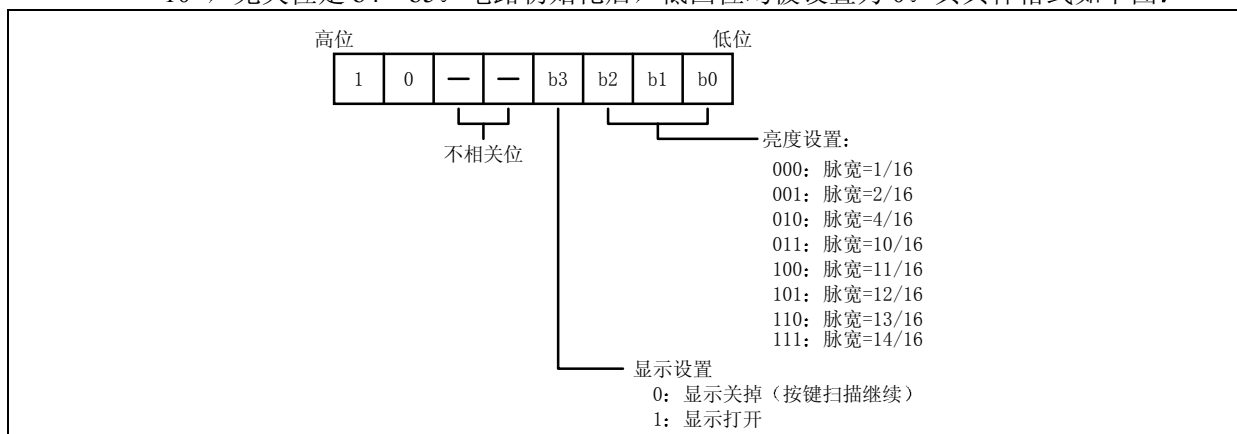 高位 低位
1 0 — — b3 b2 b1 b0
不相关位
亮度设置:
000: 脉宽=1/16
001: 脉宽=2/16
010: 脉宽=4/16
011: 脉宽=10/16
100: 脉宽=11/16
101: 脉宽=12/16
110: 脉宽=13/16
111: 脉宽=14/16
显示设置
0: 显示关掉（按键扫描继续）
1: 显示打开